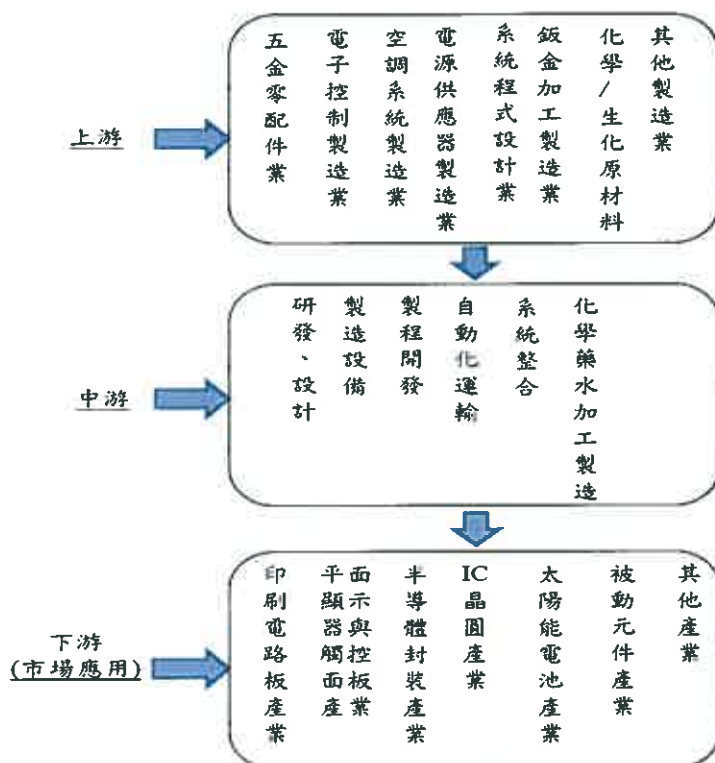 上游
五金零配件業
電子控制製造業
空調系統製造業
電源供應器製造業
系統程式設計業
鈑金加工製造業
化學/生化原材料
其他製造業
中游
研發、設計
製造設備
製程開發
自動化運輸
系統整合
化學藥水加工製造
下游
(市場應用)
印刷電路板產業
平面顯示器與觸控面板產業
半導體封裝產業
IC晶圓產業
太陽能電池產業
被動元件產業
其他產業